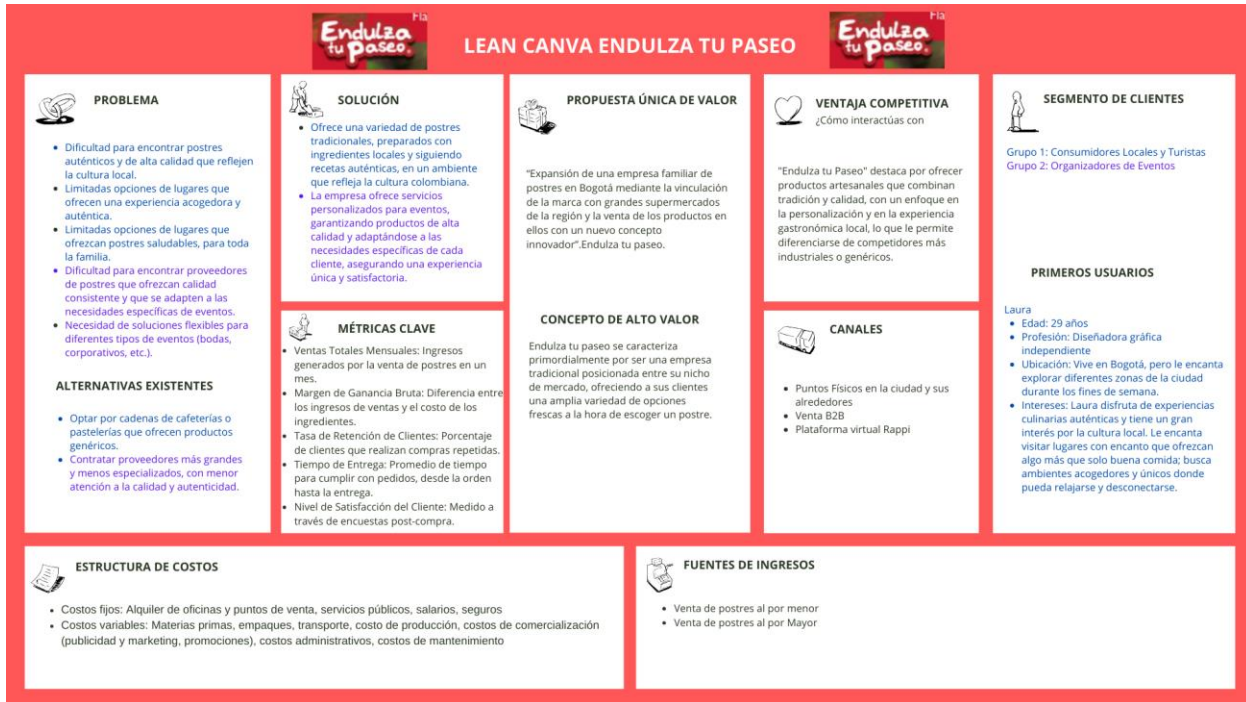 Endulza
tu paseo.
LEAN CANVA ENDULZA TU PASEO
Endulza
tu paseo.
PROBLEMA
Dificultad para encontrar postres
auténticos y de alta calidad que reflejen
la cultura local.
Limitadas opciones de lugares que
ofrecen una experiencia acogedora y
auténtica.
Limitadas opciones de lugares que
ofrezcan postres saludables, para toda
la familia.
Dificultad para encontrar proveedores
de postres que ofrezcan calidad
consistente y que se adapten a las
necesidades específicas de eventos.
Necesidad de soluciones flexibles para
diferentes tipos de eventos (bodas,
corporativos, etc.).
ALTERNATIVAS EXISTENTES
Optar por cadenas de cafeterías o
pastelerías que ofrecen productos
genéricos.
Contratar proveedores más grandes
y menos especializados, con menor
atención a la calidad y autenticidad.
SOLUCIÓN
Ofrece una variedad de postres
tradicionales, preparados con
ingredientes locales y siguiendo
recetas auténticas, en un ambiente
que refleja la cultura colombiana.
La empresa ofrece servicios
personalizados para eventos,
garantizando productos de alta
calidad y adaptándose a las
necesidades específicas de cada
cliente, asegurando una experiencia
única y satisfactoria.
MÉTRICAS CLAVE
Ventas Totales Mensuales: Ingresos
generados por la venta de postres en un
mes.
Margen de Ganancia Bruta: Diferencia entre
los ingresos de ventas y el costo de los
ingredientes.
Tasa de Retención de Clientes: Porcentaje
de clientes que realizan compras repetidas.
Tiempo de Entrega: Promedio de tiempo
para cumplir con pedidos, desde la orden
hasta la entrega.
Nivel de Satisfacción del Cliente: Medido a
través de encuestas post-compra.
PROPUESTA ÚNICA DE VALOR
"Expansión de una empresa familiar de
postres en Bogotá mediante la vinculación
de la marca con grandes supermercados
de la región y la venta de los productos en
ellos con un nuevo concepto
innovador".Endulza tu paseo.
CONCEPTO DE ALTO VALOR
Endulza tu paseo se caracteriza
primordialmente por ser una empresa
tradicional posicionada entre su nicho
de mercado, ofreciendo a sus clientes
una amplia variedad de opciones
frescas a la hora de escoger un postre.
VENTAJA COMPETITIVA
¿Cómo interactúas con
"Endulza tu Paseo" destaca por ofrecer
productos artesanales que combinan
tradición y calidad, con un enfoque en
la personalización y en la experiencia
gastronómica local, lo que le permite
diferenciarse de competidores más
industriales o genéricos.
CANALES
Puntos Físicos en la ciudad y sus
alrededores
Venta B2B
Plataforma virtual Rappi
SEGMENTO DE CLIENTES
Grupo 1: Consumidores Locales y Turistas
Grupo 2: Organizadores de Eventos
PRIMEROS USUARIOS
Laura
Edad: 29 años
Profesión: Diseñadora gráfica
independiente
Ubicación: Vive en Bogotá, pero le encanta
explorar diferentes zonas de la ciudad
durante los fines de semana.
Intereses: Laura disfruta de experiencias
culinarias auténticas y tiene un gran
interés por la cultura local. Le encanta
visitar lugares con encanto que ofrezcan
algo más que solo buena comida; busca
ambientes acogedores y únicos donde
pueda relajarse y desconectarse.
ESTRUCTURA DE COSTOS
Costos fijos: Alquiler de oficinas y puntos de venta, servicios públicos, salarios, seguros
Costos variables: Materias primas, empaques, transporte, costo de producción, costos de comercialización
(publicidad y marketing, promociones), costos administrativos, costos de mantenimiento
FUENTES DE INGRESOS
Venta de postres al por menor
Venta de postres al por Mayor